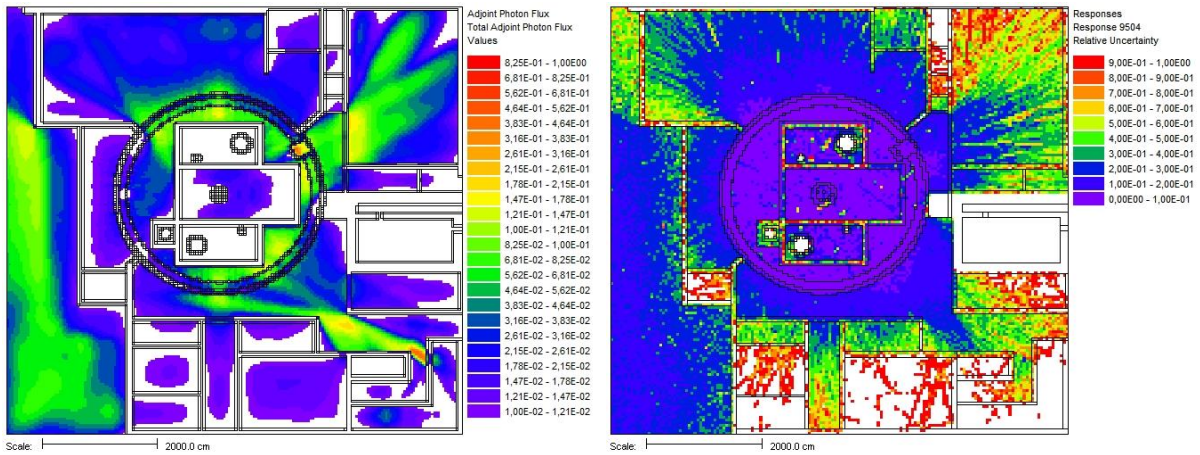 Adjoint Photon Flux
Total Adjoint Photon Flux
Values
8,25E-01 - 1,00E00
6,81E-01 - 8,25E-01
5,62E-01 - 6,81E-01
4,64E-01 - 5,62E-01
3,83E-01 - 4,64E-01
3,16E-01 - 3,83E-01
2,61E-01 - 3,16E-01
2,15E-01 - 2,61E-01
1,78E-01 - 2,15E-01
1,47E-01 - 1,78E-01
1,21E-01 - 1,47E-01
1,00E-01 - 1,21E-01
8,25E-02 - 1,00E-01
6,81E-02 - 8,25E-02
5,62E-02 - 6,81E-02
4,64E-02 - 5,62E-02
3,83E-02 - 4,64E-02
3,16E-02 - 3,83E-02
2,61E-02 - 3,16E-02
2,15E-02 - 2,61E-02
1,78E-02 - 2,15E-02
1,47E-02 - 1,78E-02
1,21E-02 - 1,47E-02
1,00E-02 - 1,21E-02
Scale: 2000.0 cm
Responses
Response 9504
Relative Uncertainty
9,00E-01 - 1,00E00
8,00E-01 - 9,00E-01
7,00E-01 - 8,00E-01
6,00E-01 - 7,00E-01
5,00E-01 - 6,00E-01
4,00E-01 - 5,00E-01
3,00E-01 - 4,00E-01
2,00E-01 - 3,00E-01
1,00E-01 - 2,00E-01
0,00E00 - 1,00E-01
Scale: 2000.0 cm